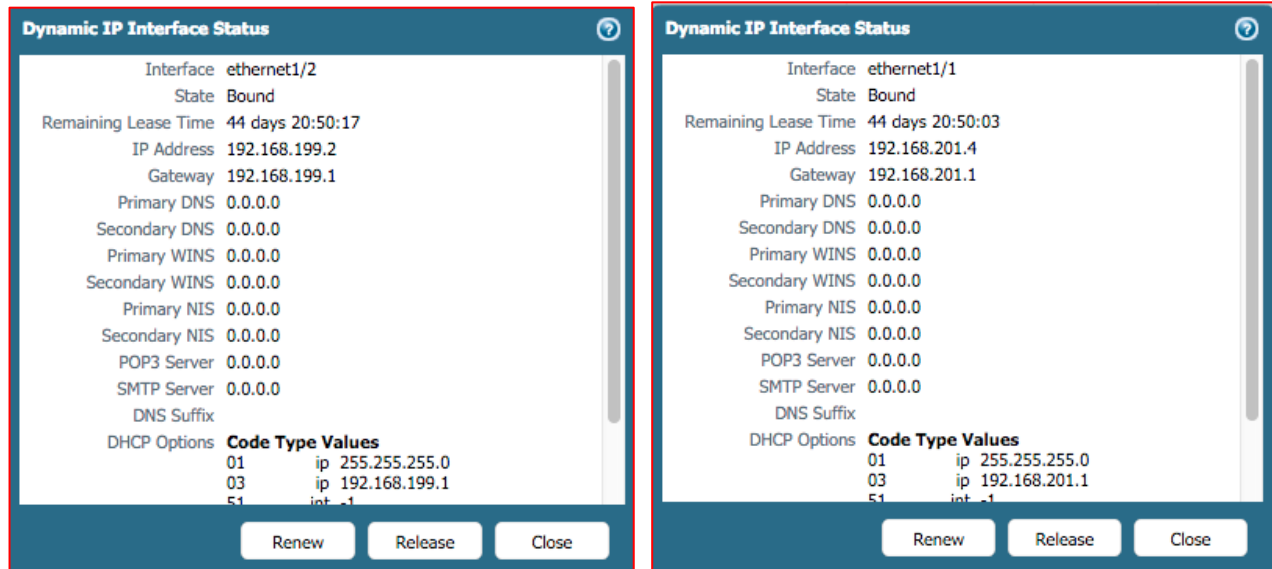 Dynamic IP Interface Status
Interface ethernet1/2
State Bound
Remaining Lease Time 44 days 20:50:17
IP Address 192.168.199.2
Gateway 192.168.199.1
Primary DNS 0.0.0.0
Secondary DNS 0.0.0.0
Primary WINS 0.0.0.0
Secondary WINS 0.0.0.0
Primary NIS 0.0.0.0
Secondary NIS 0.0.0.0
POP3 Server 0.0.0.0
SMTP Server 0.0.0.0
DNS Suffix
DHCP Options Code Type Values
01 ip 255.255.255.0
03 ip 192.168.199.1
51 int -1
Renew Release Close
Dynamic IP Interface Status
Interface ethernet1/1
State Bound
Remaining Lease Time 44 days 20:50:03
IP Address 192.168.201.4
Gateway 192.168.201.1
Primary DNS 0.0.0.0
Secondary DNS 0.0.0.0
Primary WINS 0.0.0.0
Secondary WINS 0.0.0.0
Primary NIS 0.0.0.0
Secondary NIS 0.0.0.0
POP3 Server 0.0.0.0
SMTP Server 0.0.0.0
DNS Suffix
DHCP Options Code Type Values
01 ip 255.255.255.0
03 ip 192.168.201.1
51 int -1
Renew Release Close